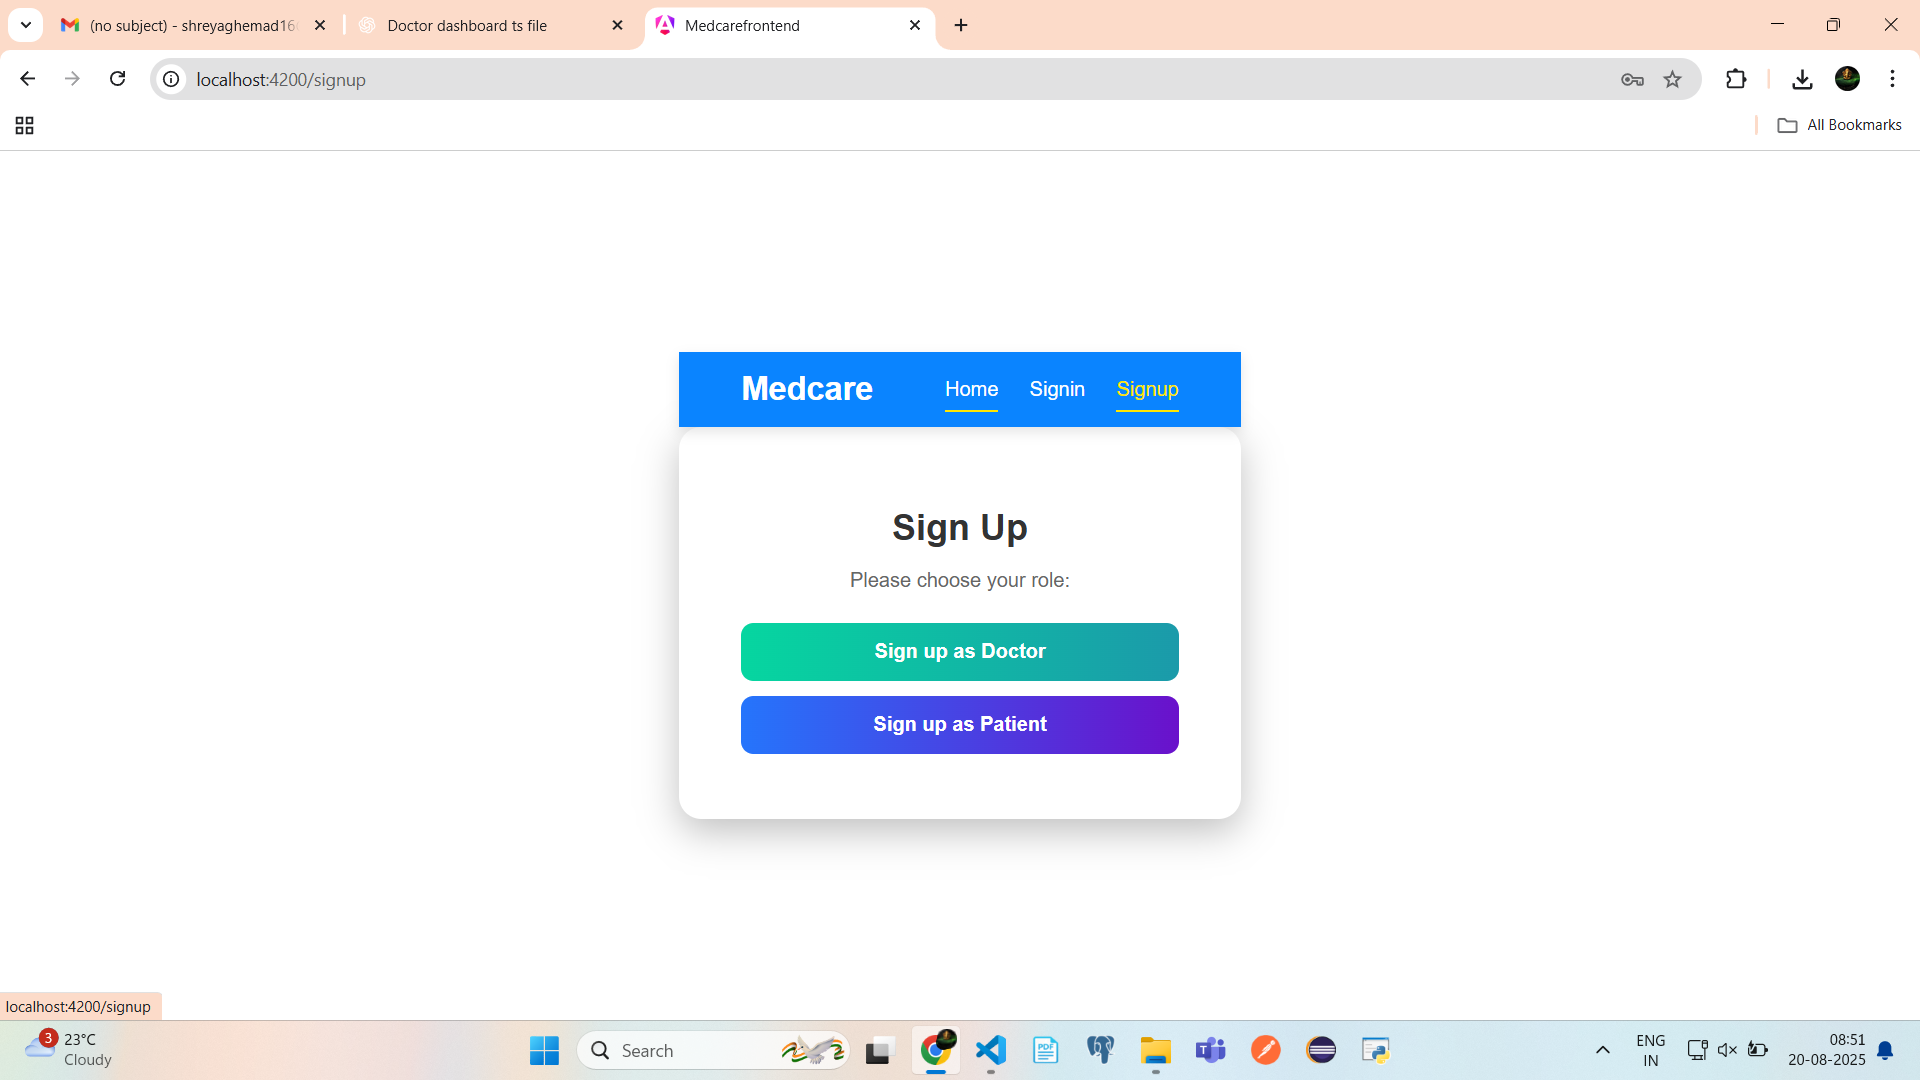 (no subject) - shreyaghemad16
Doctor dashboard ts file
Medcarefrontend
localhost:4200/signup
All Bookmarks
Medcare
Home
Signin
Signup
Sign Up
Please choose your role:
Sign up as Doctor
Sign up as Patient
localhost:4200/signup
3
23°C
Cloudy
Search
PDF
T
ENG
IN
08:51
20-08-2025